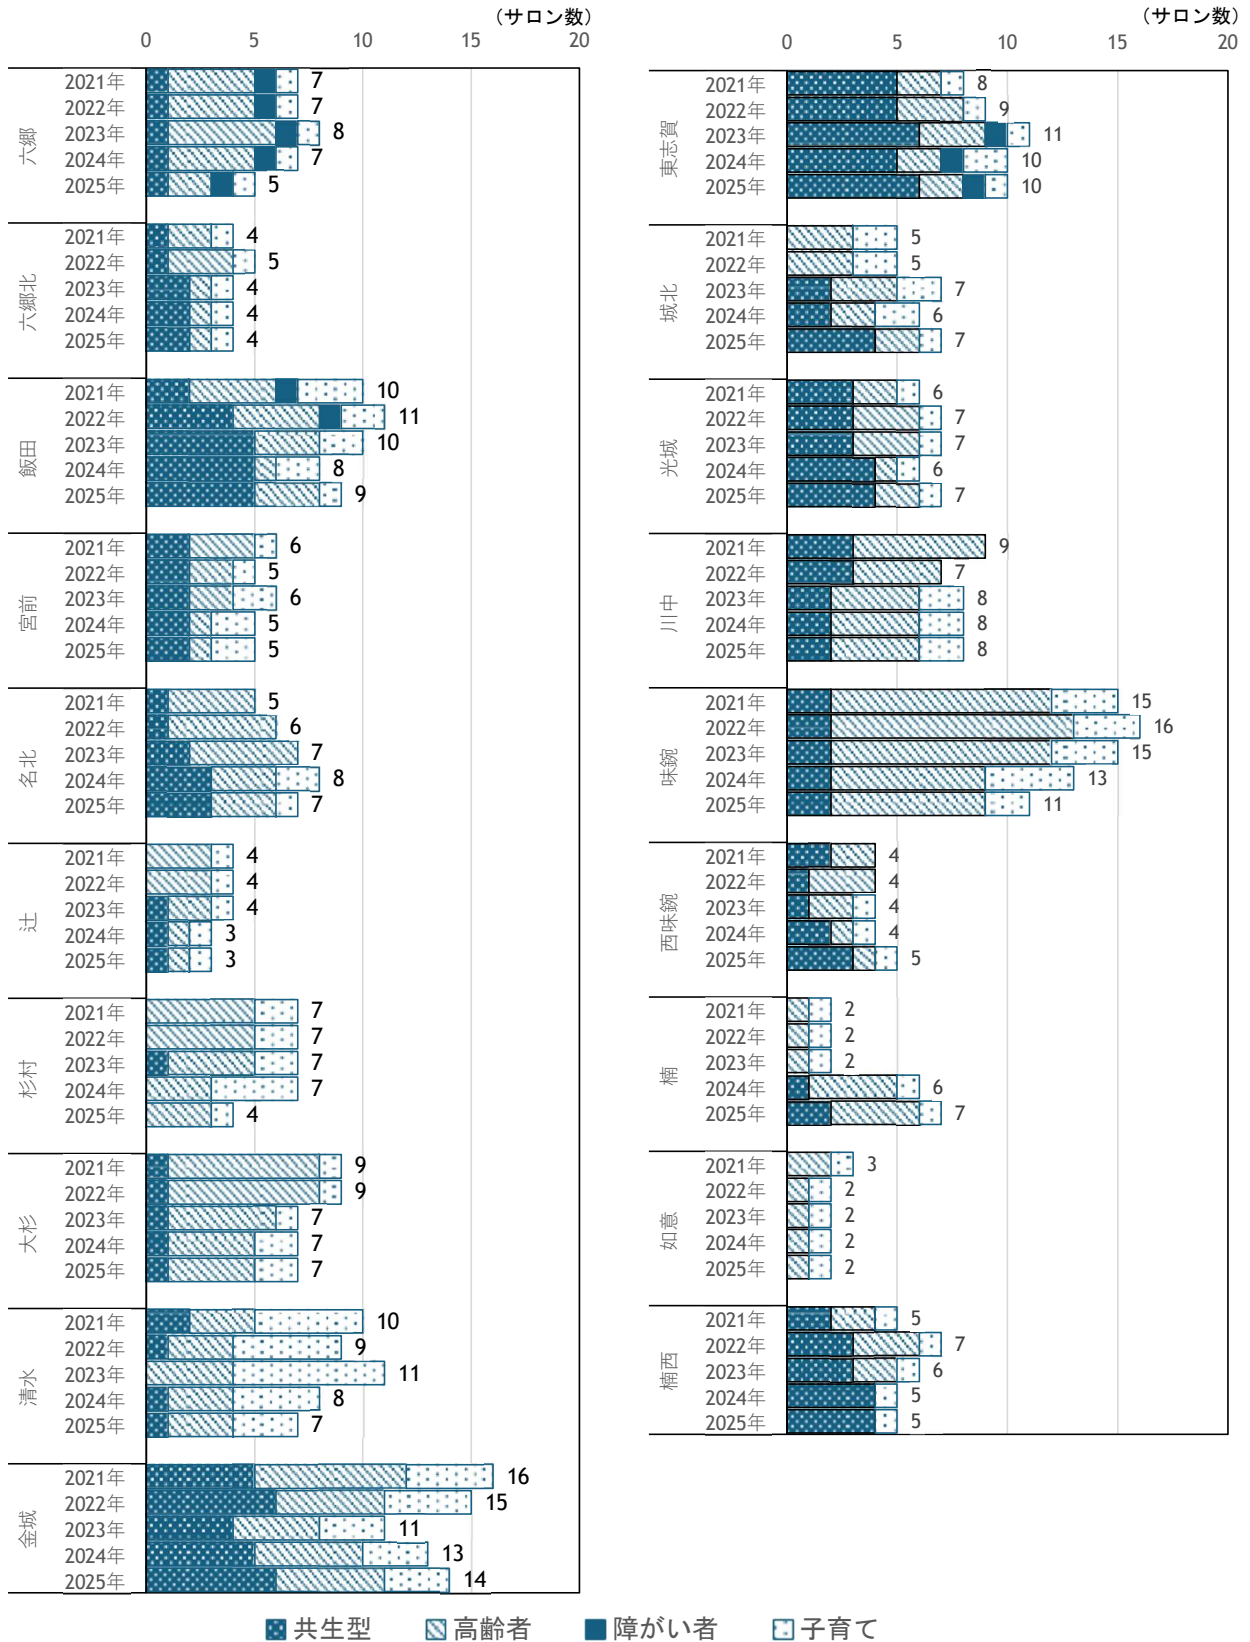 (サロン数)
0 5 10 15 20
六郷
2021年 7
2022年 7
2023年 8
2024年 7
2025年 5
六郷北
2021年 4
2022年 5
2023年 4
2024年 4
2025年 4
飯田
2021年 10
2022年 11
2023年 10
2024年 8
2025年 9
宮前
2021年 6
2022年 5
2023年 6
2024年 5
2025年 5
名北
2021年 5
2022年 6
2023年 7
2024年 8
2025年 7
辻
2021年 4
2022年 4
2023年 4
2024年 3
2025年 3
杉村
2021年 7
2022年 7
2023年 7
2024年 7
2025年 4
大杉
2021年 9
2022年 9
2023年 7
2024年 7
2025年 7
清水
2021年 10
2022年 9
2023年 11
2024年 8
2025年 7
金城
2021年 16
2022年 15
2023年 11
2024年 13
2025年 14
(サロン数)
0 5 10 15 20
東志賀
2021年 8
2022年 9
2023年 11
2024年 10
2025年 10
城北
2021年 5
2022年 5
2023年 7
2024年 6
2025年 7
光城
2021年 6
2022年 7
2023年 7
2024年 6
2025年 7
川中
2021年 9
2022年 7
2023年 8
2024年 8
2025年 8
味鋺
2021年 15
2022年 16
2023年 15
2024年 13
2025年 11
西味鋺
2021年 4
2022年 4
2023年 4
2024年 4
2025年 5
楠
2021年 2
2022年 2
2023年 2
2024年 6
2025年 7
如意
2021年 3
2022年 2
2023年 2
2024年 2
2025年 2
楠西
2021年 5
2022年 7
2023年 6
2024年 5
2025年 5
共生型 高齢者 障がい者 子育て